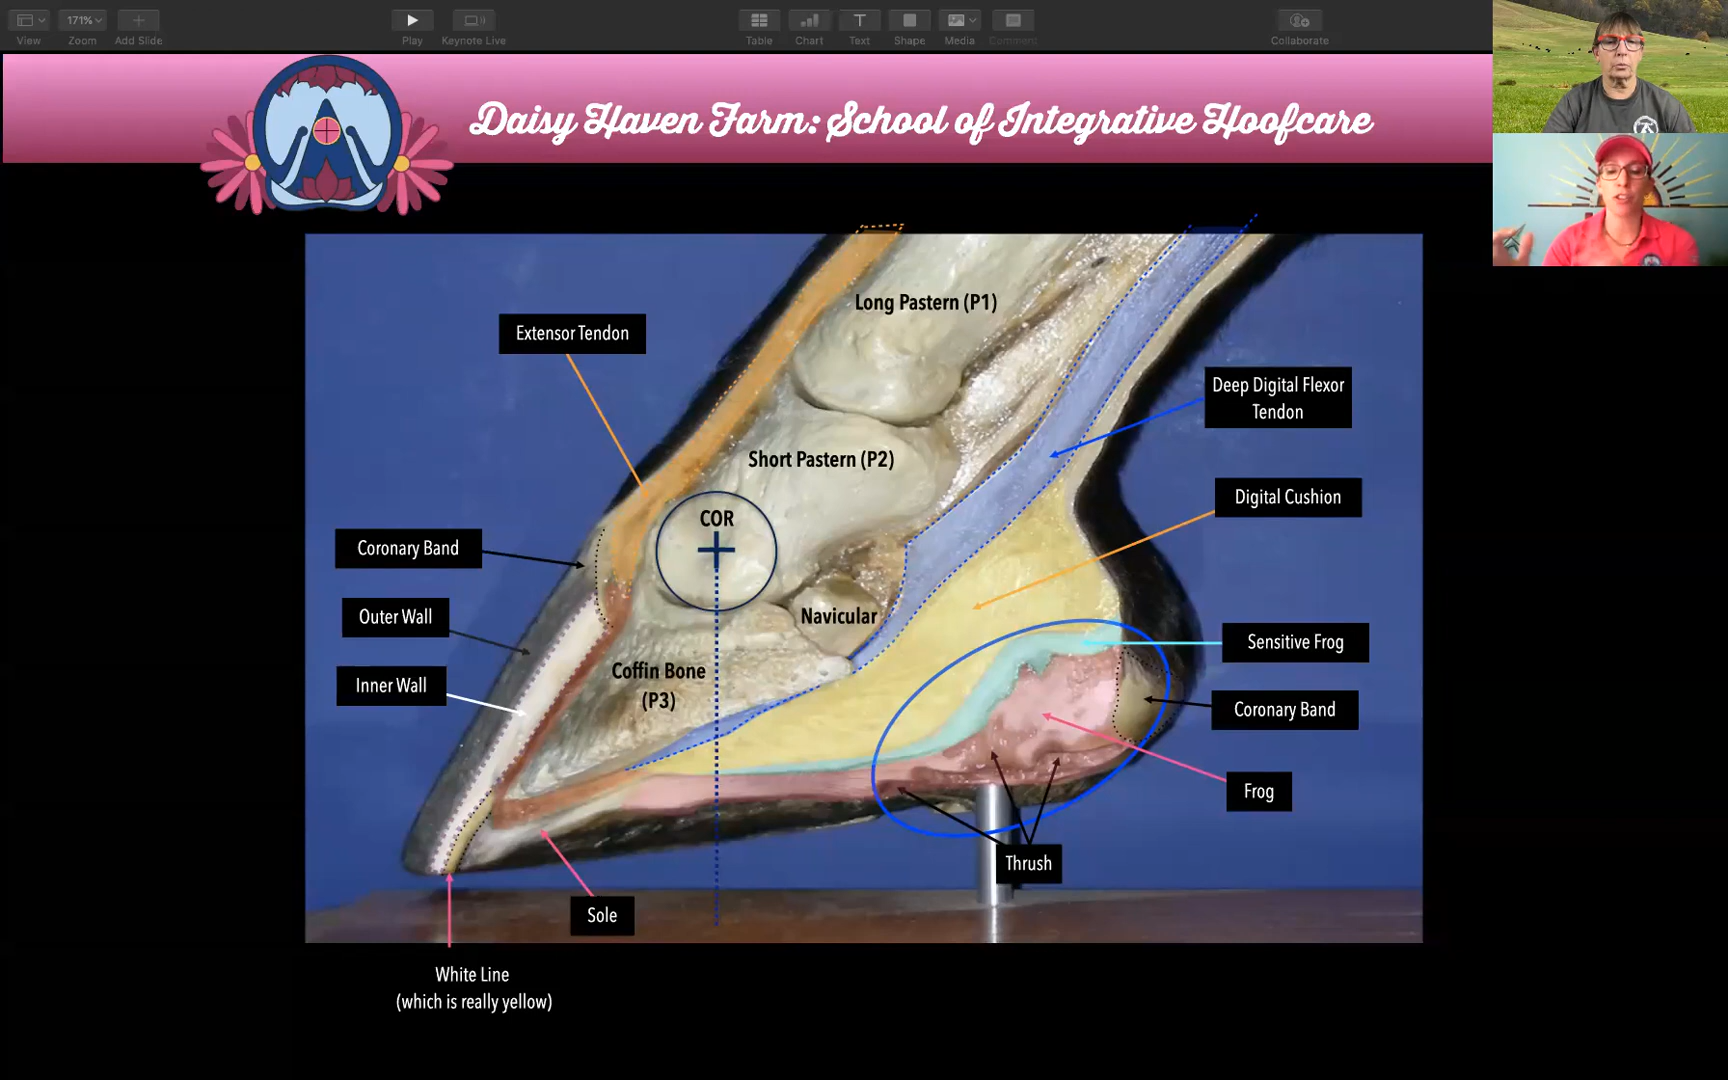 171%
View
Zoom
Add Slide
Play
Keynote Live
Table
Chart
Text
Shape
Media
Comment
Collaborate
Daisy Haven Farm: School of Integrative Hoofcare
Long Pastern (P1)
Extensor Tendon
Deep Digital Flexor
Tendon
Short Pastern (P2)
Digital Cushion
COR
Coronary Band
Outer Wall
Navicular
Sensitive Frog
Coffin Bone
(P3)
Inner Wall
Coronary Band
Frog
Thrush
Sole
White Line
(which is really yellow)